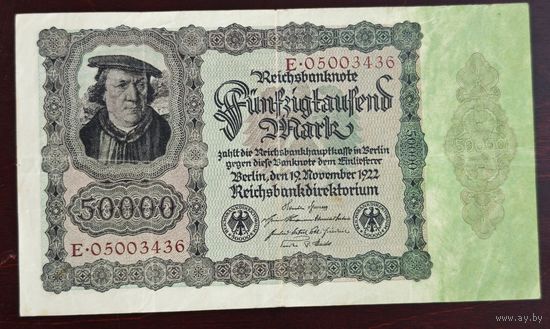 E·05003436
Reichsbanknote
Fünfzigtausend
Mark
zahlt die Reichsbankhauptkasse in Berlin
gegen diese Banknote dem Einlieferer
Berlin, den 19. November 1922
Reichsbankdirektorium
50000
50000
50000
E·05003436
www.ay.by